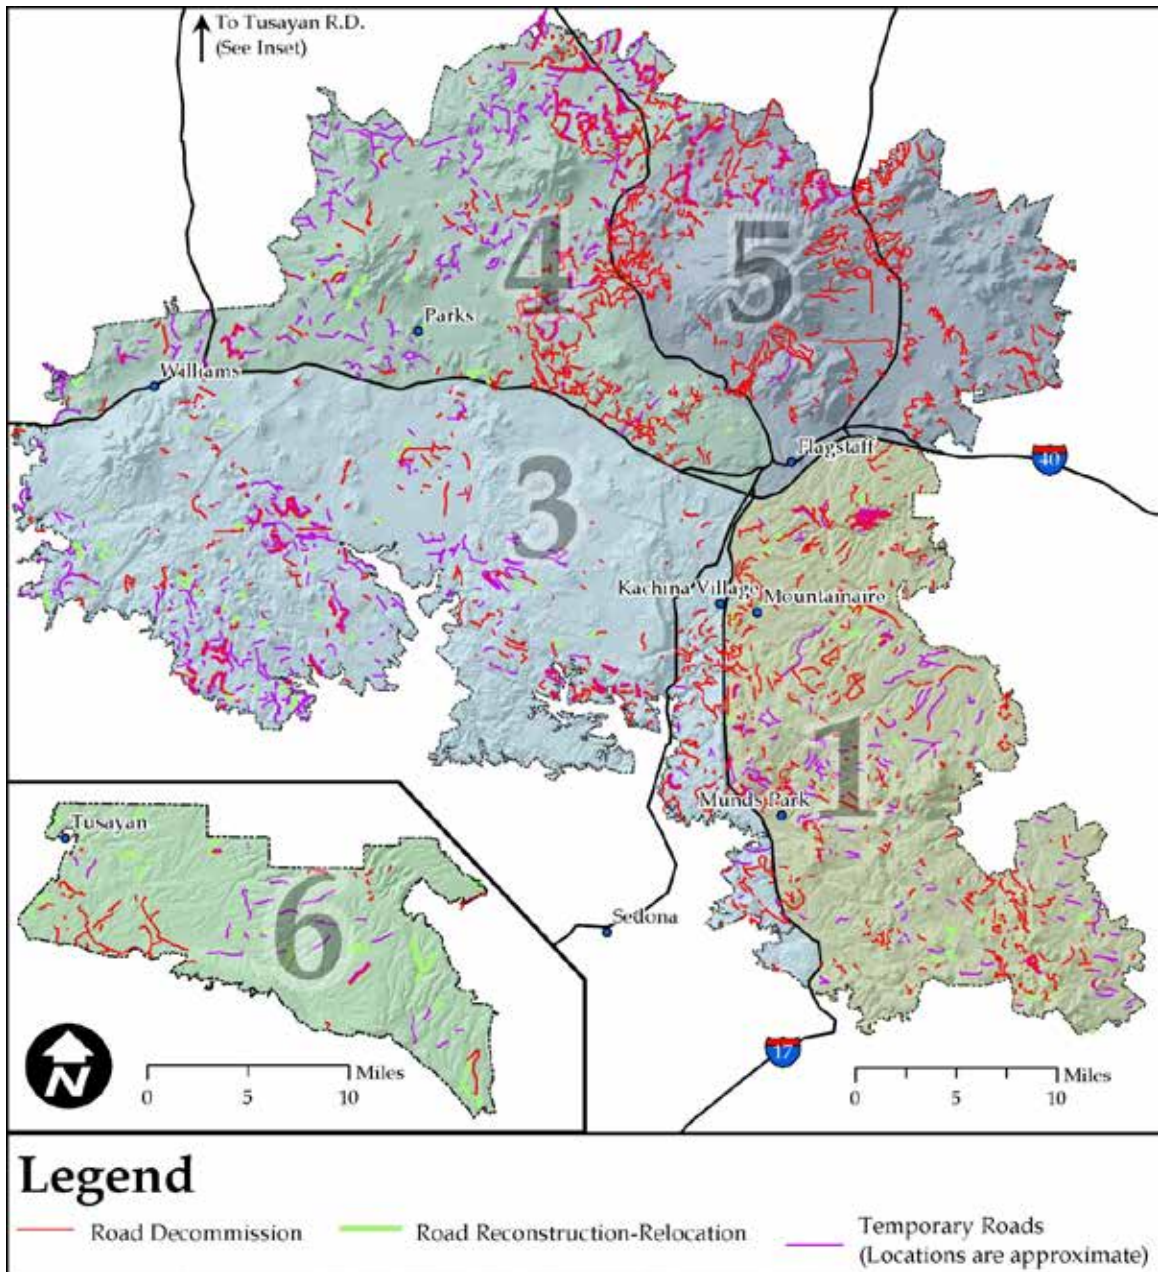 To Tusayan R.D.
(See Inset)
4
5
Parks
Williams
Flagstaff
40
3
Kachina Village
Mountainaire
1
Munds Park
Tusayan
6
Sedona
N
Miles
0 5 10
17
Miles
0 5 10
Legend
Road Decommission
Road Reconstruction-Relocation
Temporary Roads
(Locations are approximate)